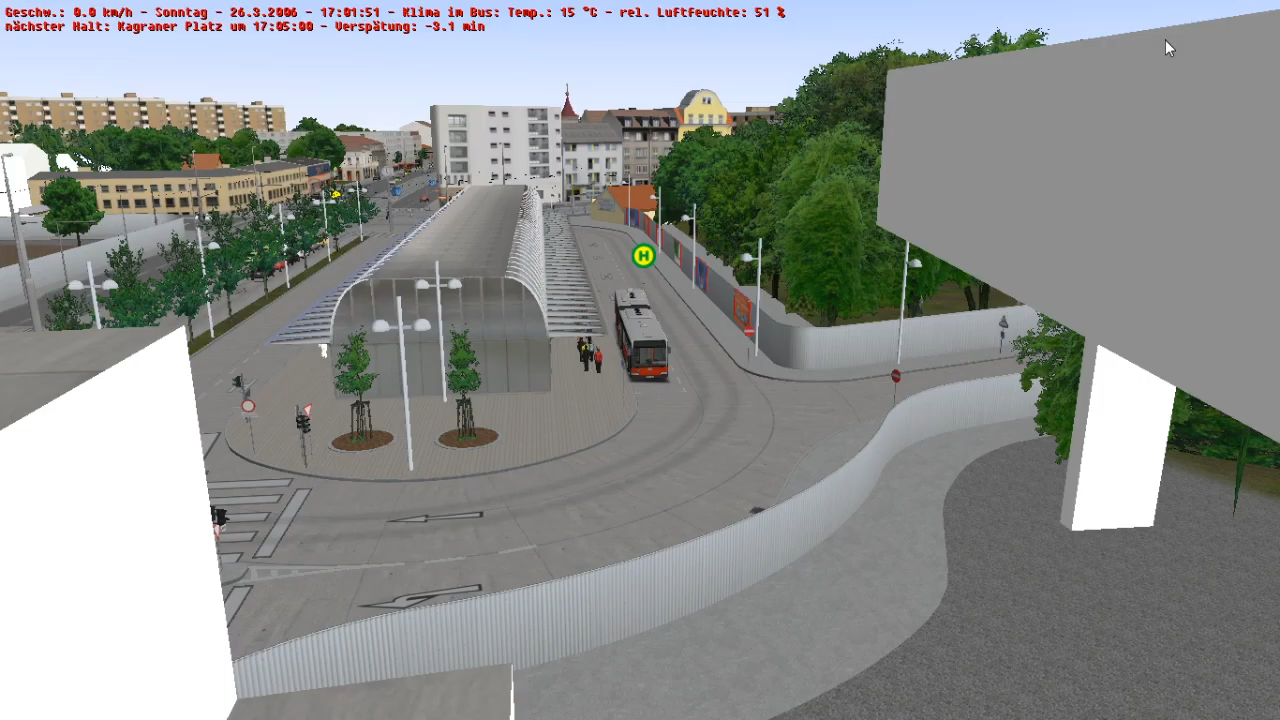 Geschw.: 0.0 km/h - Sonntag - 26.3.2006 - 17:01:51 - Klima im Bus: Temp.: 15 °C - rel. Luftfeuchte: 51 %
nächster Halt: Kagraner Platz um 17:05:00 - Verspätung: -3.1 min
H